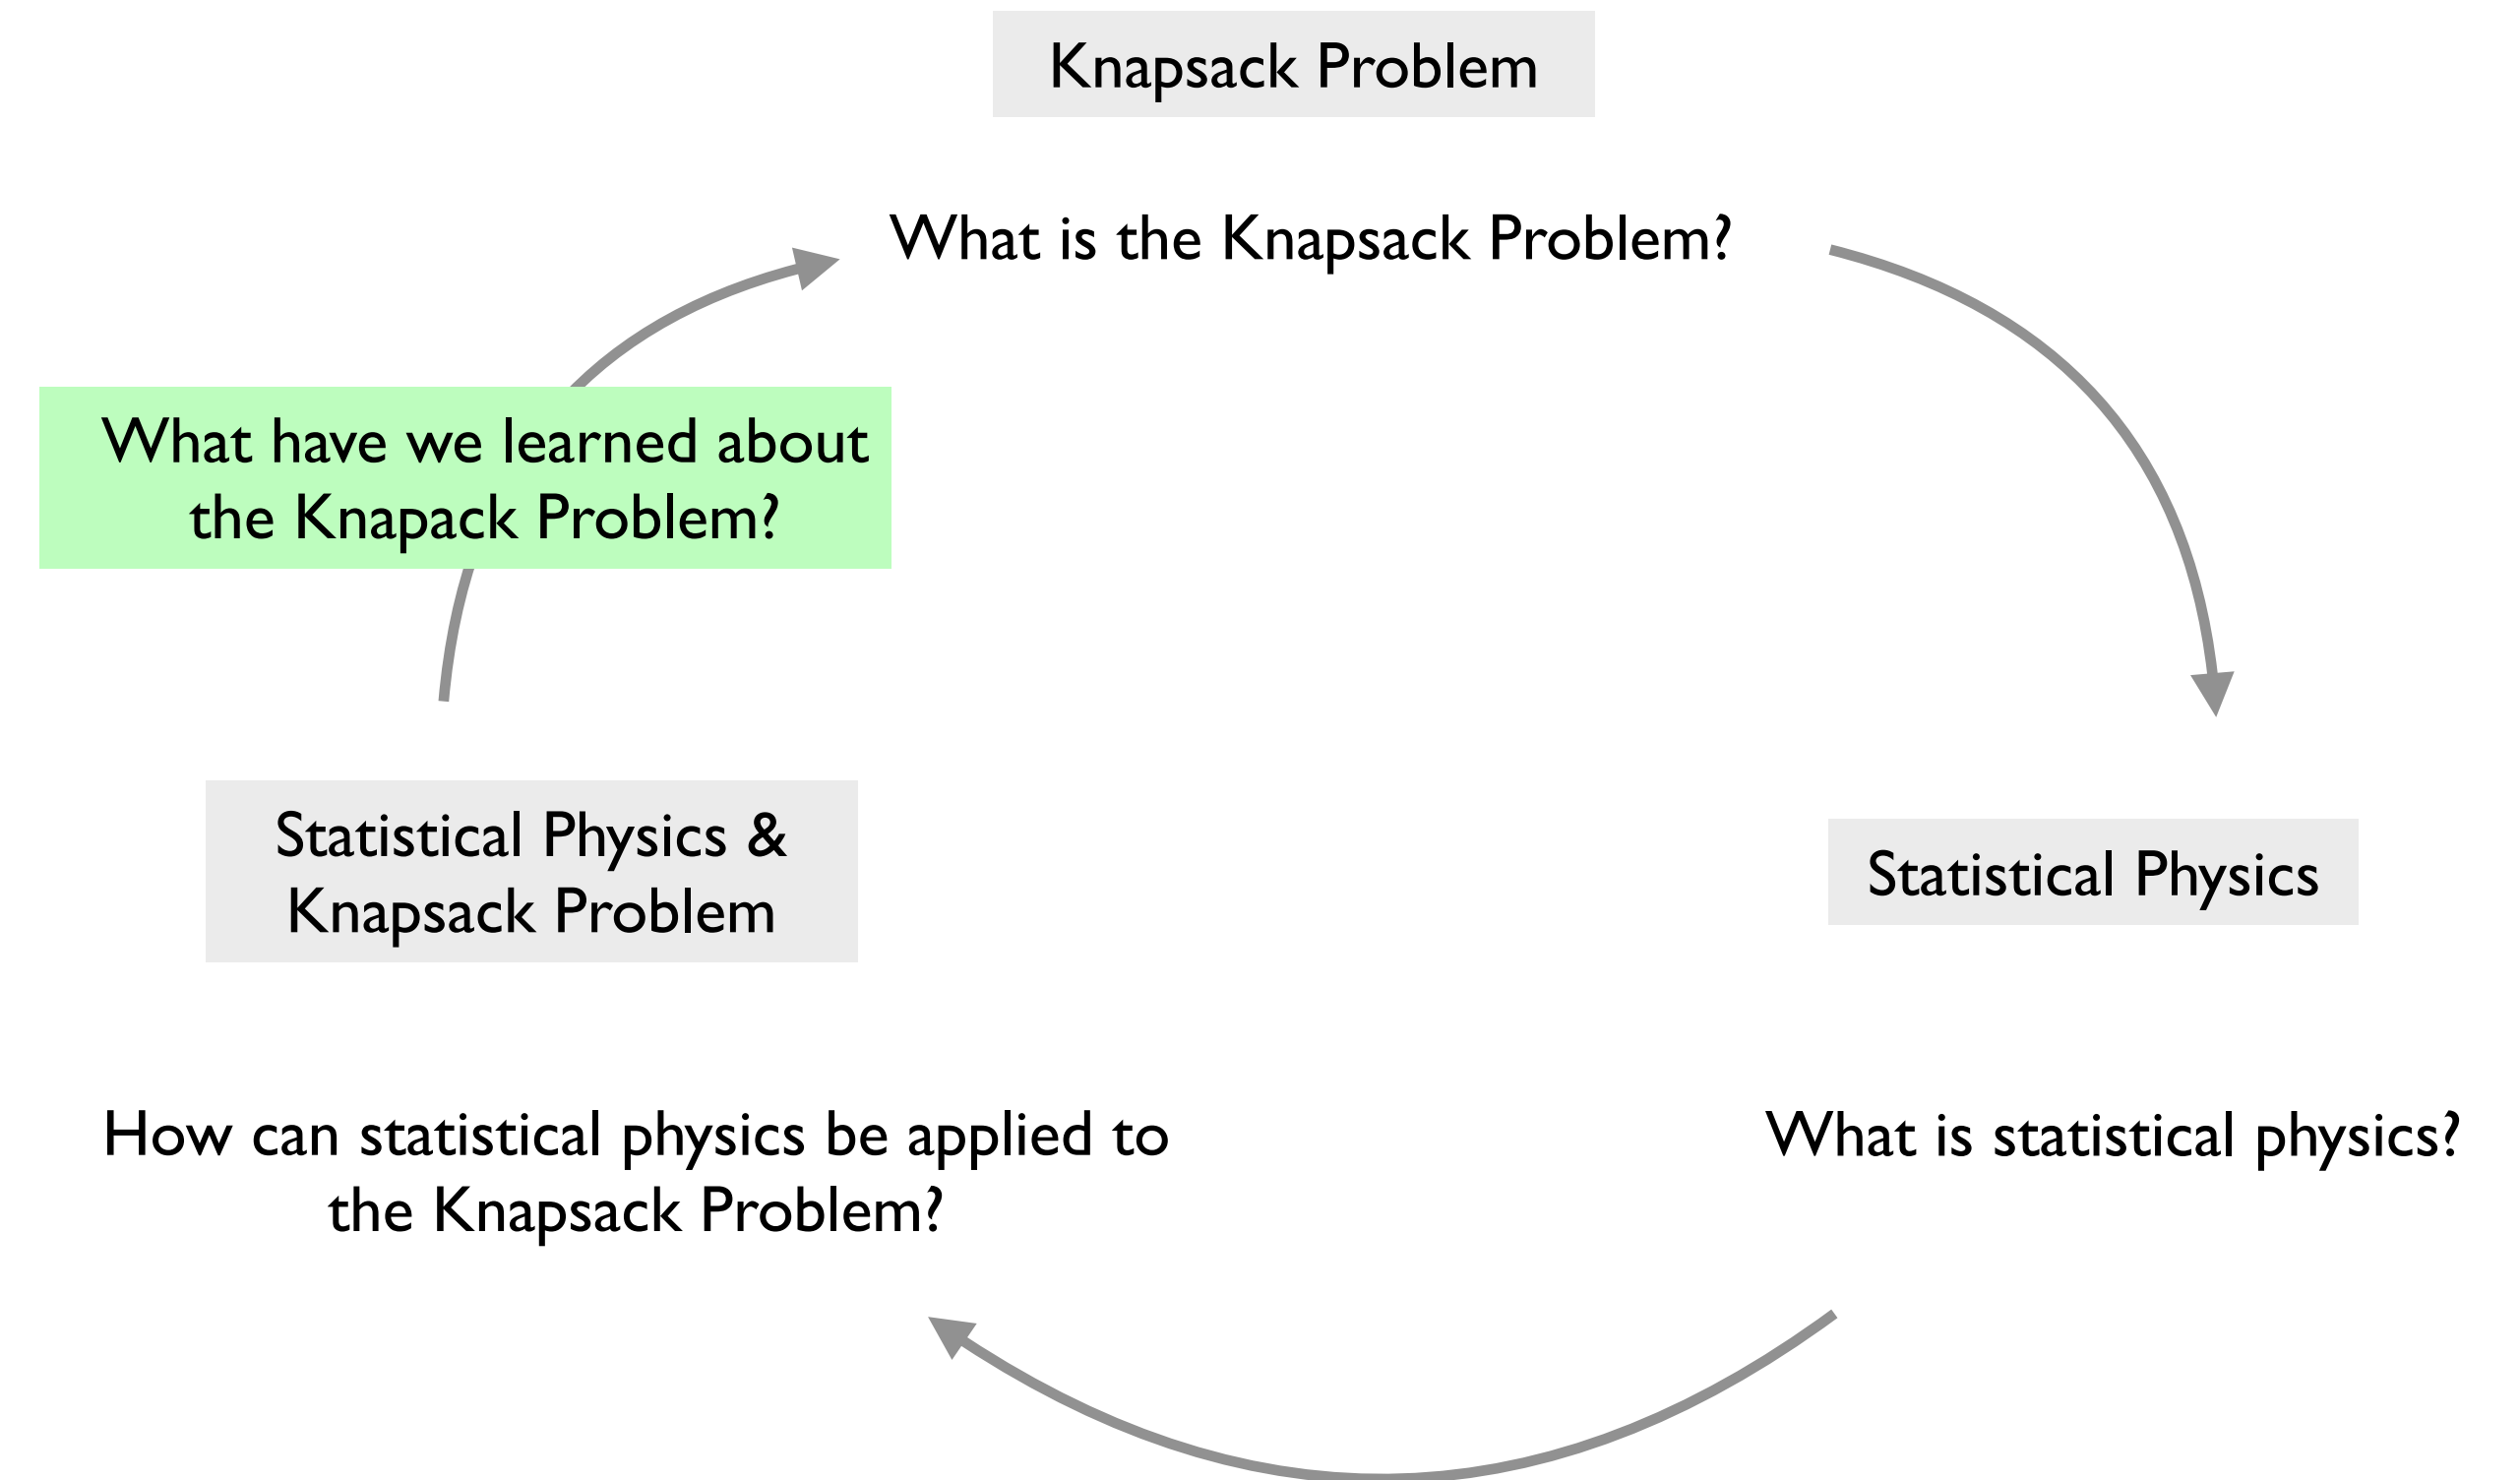 Knapsack Problem
What is the Knapsack Problem?
What have we learned about
the Knapack Problem?
Statistical Physics &
Knapsack Problem
Statistical Physics
How can statistical physics be applied to
the Knapsack Problem?
What is statistical physics?